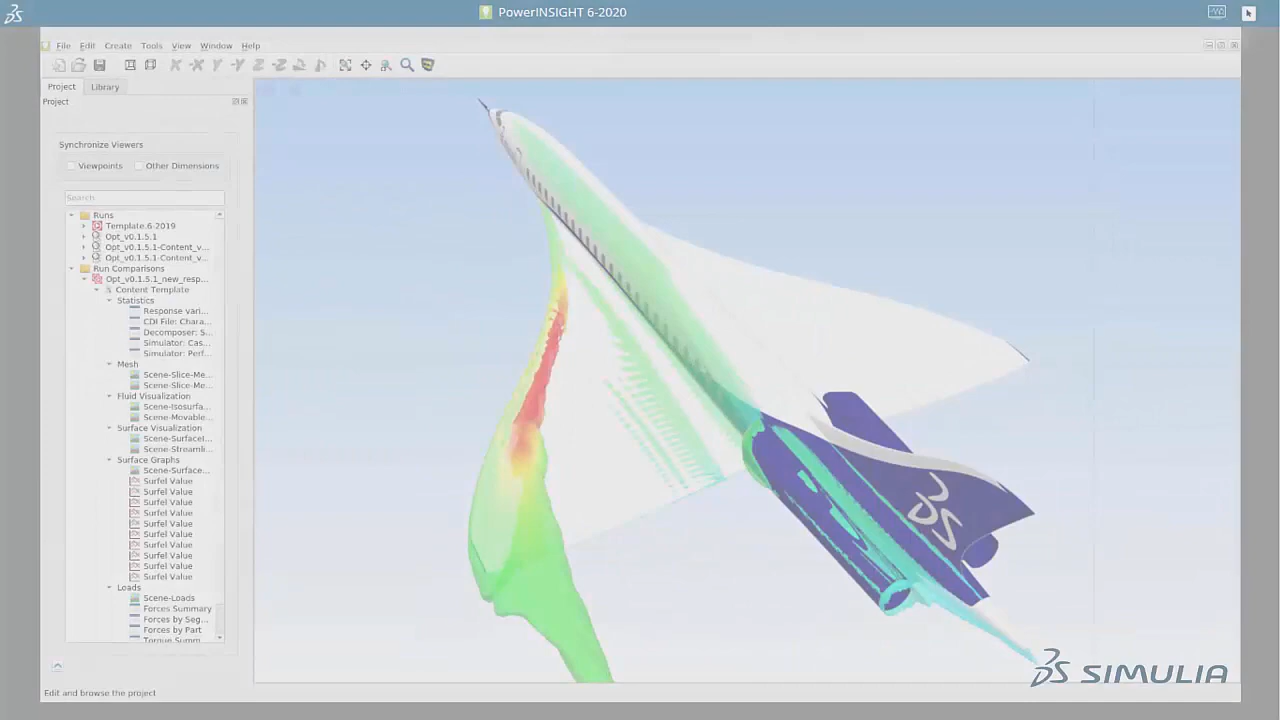 PowerINSIGHT 6-2020
File Edit Create Tools View Window Help
Project Library
Project
Synchronize Viewers
Viewpoints Other Dimensions
Search
Runs
Template.6-2019
Opt_v0.1.5.1
Opt_v0.1.5.1-Content_v...
Opt_v0.1.5.1-Content_v...
Run Comparisons
Opt_v0.1.5.1_new_resp...
Content Template
Statistics
Response vari...
CDI File: Chara...
Decomposer: S...
Simulator: Cas...
Simulator: Perf...
Mesh
Scene-Slice-Me...
Scene-Slice-Me...
Fluid Visualization
Scene-Isosurfa...
Scene-Movable...
Surface Visualization
Scene-SurfaceI...
Scene-Streamli...
Surface Graphs
Scene-Surface...
Surfel Value
Surfel Value
Surfel Value
Surfel Value
Surfel Value
Surfel Value
Surfel Value
Surfel Value
Surfel Value
Surfel Value
Loads
Scene-Loads
Forces Summary
Forces by Seg...
Forces by Part
Torque Summ...
Edit and browse the project
SIMULIA